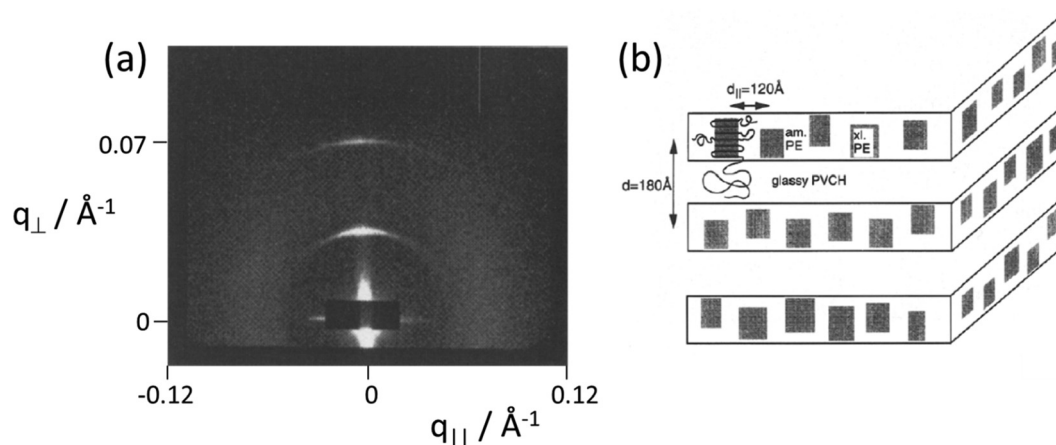 (a)
0.07
q⊥ / Å-1
0
-0.12
0
0.12
q|| / Å-1
(b)
d||=120Å
am.
PE
xl.
PE
d=180Å
glassy PVCH